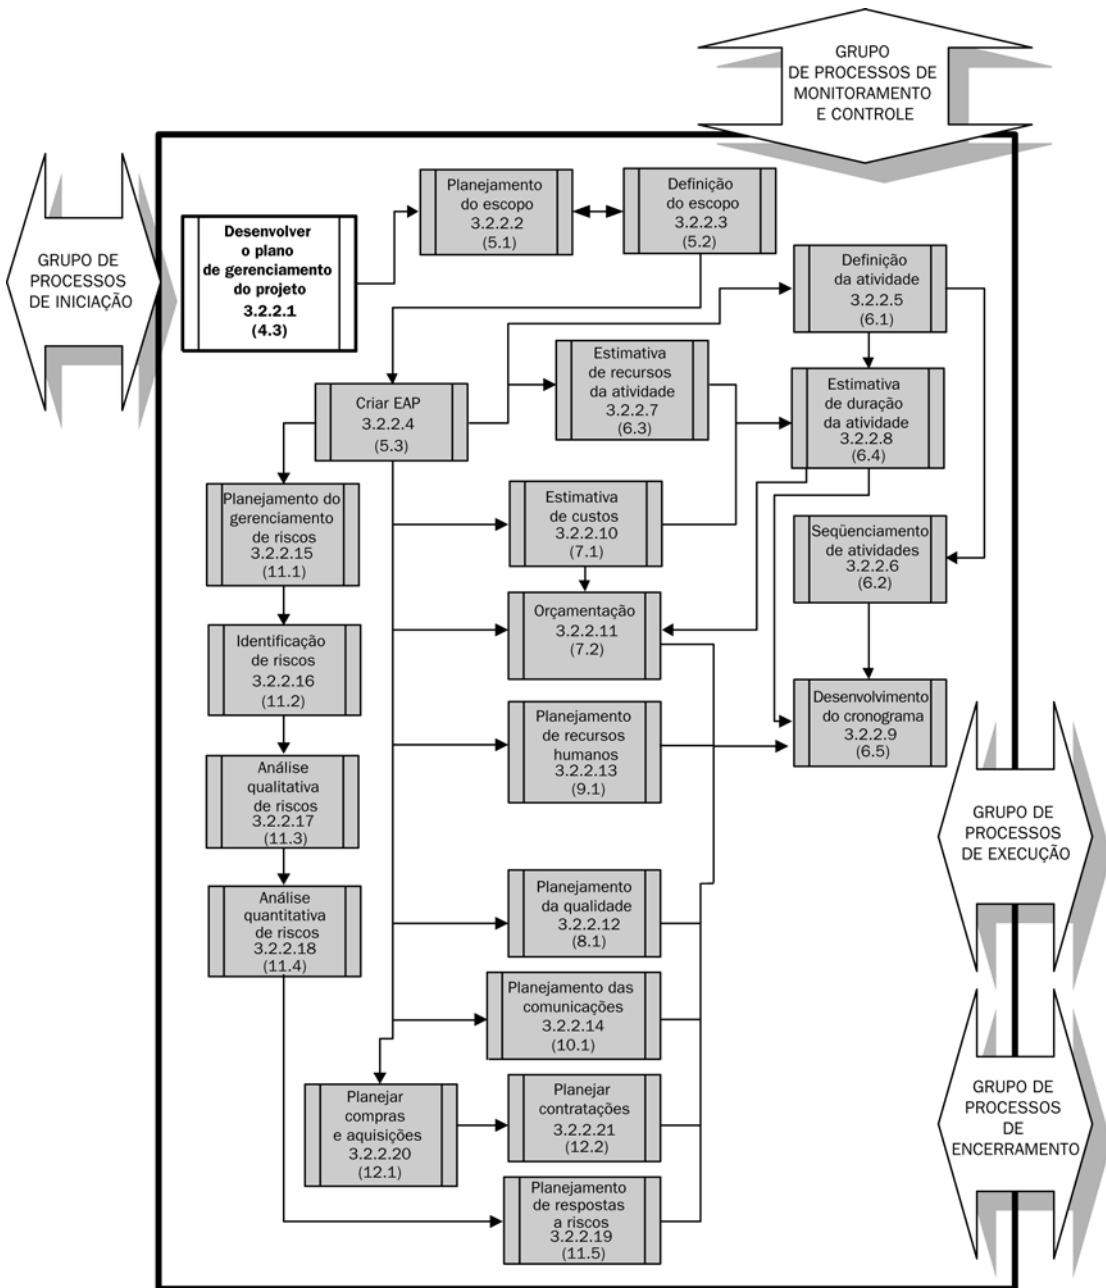 GRUPO
DE PROCESSOS DE
MONITORAMENTO
E CONTROLE
GRUPO DE
PROCESSOS
DE INICIAÇÃO
Desenvolver
o plano
de gerenciamento
do projeto
3.2.2.1
(4.3)
Planejamento
do escopo
3.2.2.2
(5.1)
Definição
do escopo
3.2.2.3
(5.2)
Definição
da atividade
3.2.2.5
(6.1)
Criar EAP
3.2.2.4
(5.3)
Estimativa
de recursos
da atividade
3.2.2.7
(6.3)
Estimativa
de duração
da atividade
3.2.2.8
(6.4)
Planejamento do
gerenciamento
de riscos
3.2.2.15
(11.1)
Estimativa
de custos
3.2.2.10
(7.1)
Seqüenciamento
de atividades
3.2.2.6
(6.2)
Identificação
de riscos
3.2.2.16
(11.2)
Orçamentação
3.2.2.11
(7.2)
Desenvolvimento
do cronograma
3.2.2.9
(6.5)
Planejamento
de recursos
humanos
3.2.2.13
(9.1)
Análise
qualitativa
de riscos
3.2.2.17
(11.3)
GRUPO DE
PROCESSOS
DE EXECUÇÃO
Análise
quantitativa
de riscos
3.2.2.18
(11.4)
Planejamento
da qualidade
3.2.2.12
(8.1)
Planejamento das
comunicações
3.2.2.14
(10.1)
Planejar
compras
e aquisições
3.2.2.20
(12.1)
Planejar
contratações
3.2.2.21
(12.2)
GRUPO DE
PROCESSOS
DE
ENCERRAMENTO
Planejamento
de respostas
a riscos
3.2.2.19
(11.5)